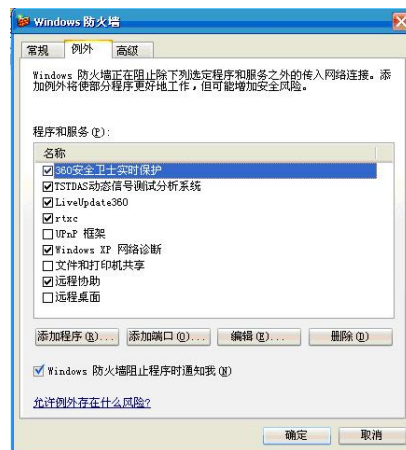 Windows 防火墙
常规 例外 高级
Windows 防火墙正在阻止除下列选定程序和服务之外的传入网络连接。添
加例外将使部分程序更好地工作，但可能增加安全风险。
程序和服务(P):
名称
360安全卫士实时保护
TSTDAS动态信号测试分析系统
LiveUpdate360
rtxc
UPnP 框架
Windows XP 网络诊断
文件和打印机共享
远程协助
远程桌面
添加程序(R)... 添加端口(O)... 编辑(E)... 删除(D)
Windows 防火墙阻止程序时通知我(N)
允许例外存在什么风险?
确定 取消